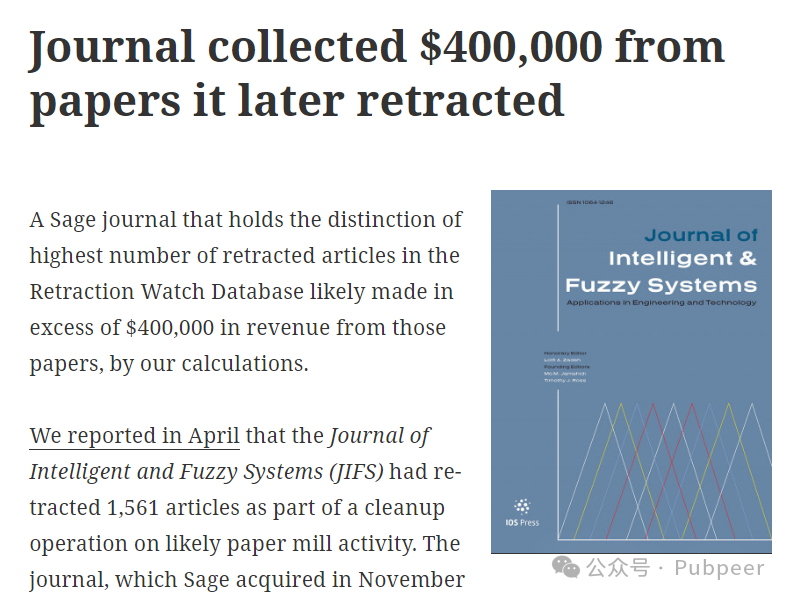 Journal collected $400,000 from
papers it later retracted
A Sage journal that holds the distinction of
highest number of retracted articles in the
Retraction Watch Database likely made in
excess of $400,000 in revenue from those
papers, by our calculations.
We reported in April that the Journal of
Intelligent and Fuzzy Systems (JIFS) had re-
tracted 1,561 articles as part of a cleanup
operation on likely paper mill activity. The
journal, which Sage acquired in November
ISSN 1064-1246
Journal of
Intelligent &
Fuzzy Systems
Applications in Engineering and Technology
Honorary Editor
Lotfi A. Zadeh
Founding Editors
Mo M. Jamshidi
Timothy J. Ross
IOS Press
公众号 · Pubpeer